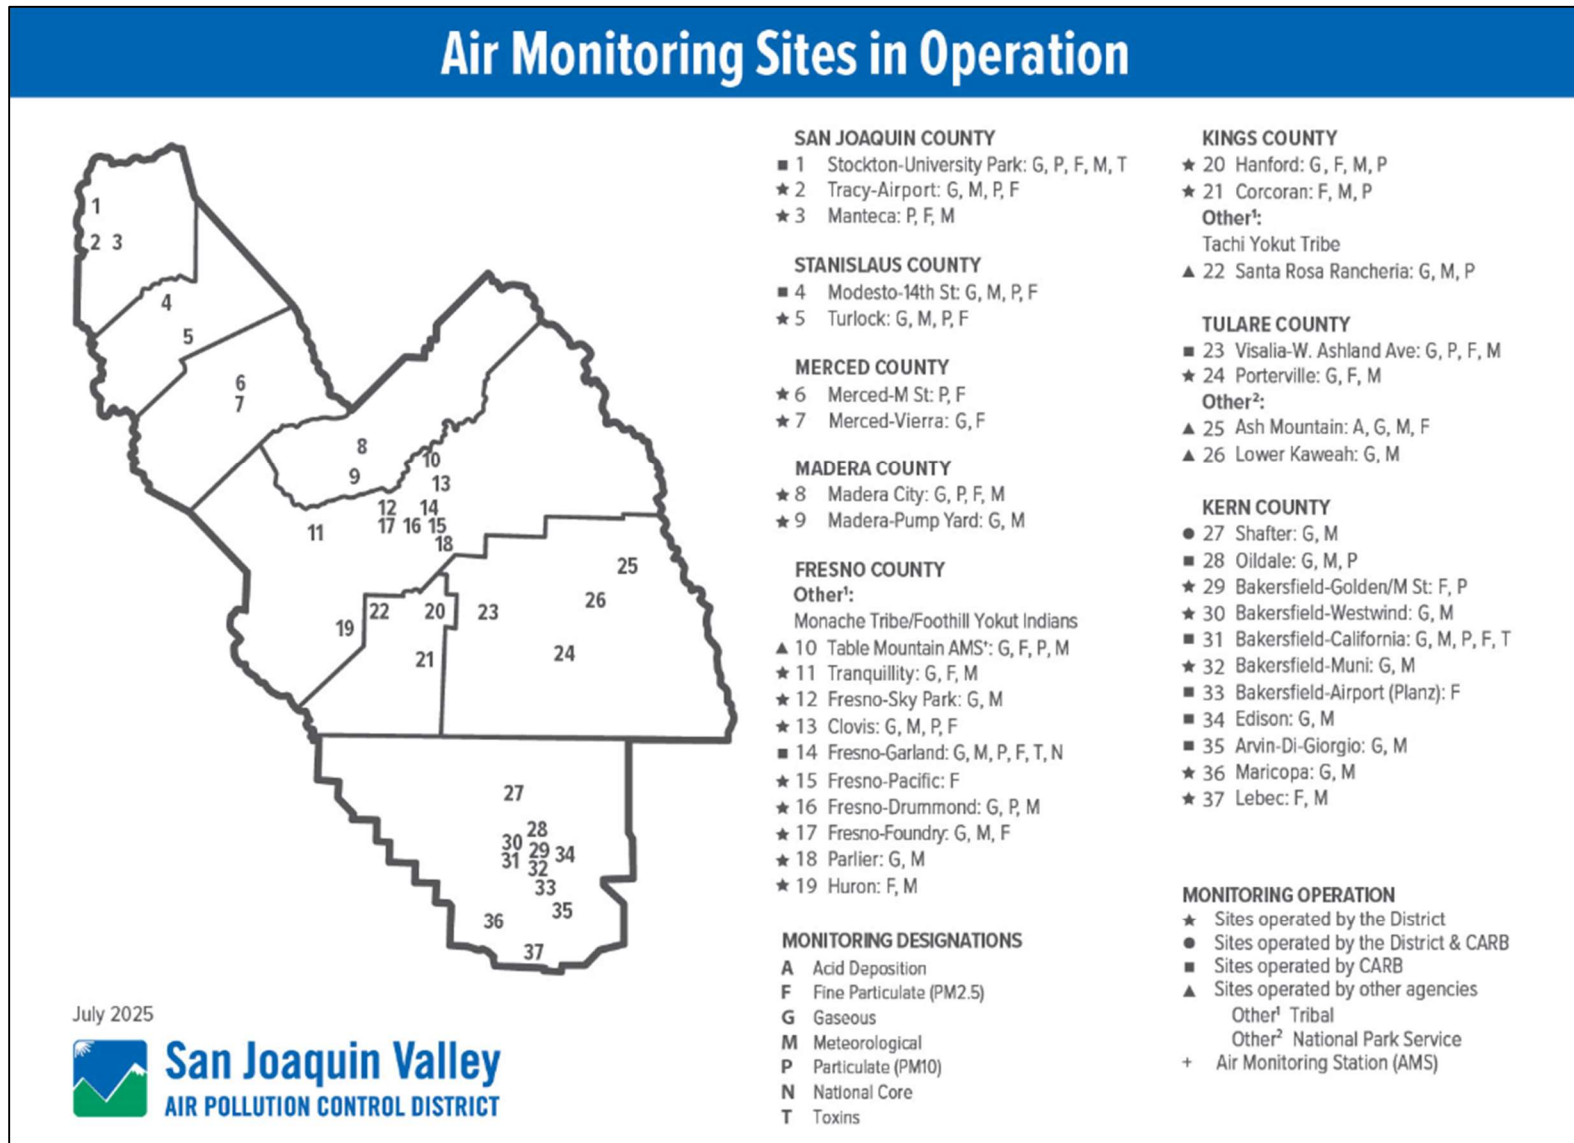 Air Monitoring Sites in Operation
1
2 3
4
5
6
7
8
9
10
13
12 14
11 17 16 15
18
25
26
22 20 23
19
21 24
27
28
30 29 34
31 32
33
36 35
37
July 2025
San Joaquin Valley
AIR POLLUTION CONTROL DISTRICT
SAN JOAQUIN COUNTY
■ 1 Stockton-University Park: G, P, F, M, T
★ 2 Tracy-Airport: G, M, P, F
★ 3 Manteca: P, F, M
STANISLAUS COUNTY
■ 4 Modesto-14th St: G, M, P, F
★ 5 Turlock: G, M, P, F
MERCED COUNTY
★ 6 Merced-M St: P, F
★ 7 Merced-Vierra: G, F
MADERA COUNTY
★ 8 Madera City: G, P, F, M
★ 9 Madera-Pump Yard: G, M
FRESNO COUNTY
Other¹:
Monache Tribe/Foothill Yokut Indians
▲ 10 Table Mountain AMS⁺: G, F, P, M
★ 11 Tranquillity: G, F, M
★ 12 Fresno-Sky Park: G, M
★ 13 Clovis: G, M, P, F
■ 14 Fresno-Garland: G, M, P, F, T, N
★ 15 Fresno-Pacific: F
★ 16 Fresno-Drummond: G, P, M
★ 17 Fresno-Foundry: G, M, F
★ 18 Parlier: G, M
★ 19 Huron: F, M
MONITORING DESIGNATIONS
A Acid Deposition
F Fine Particulate (PM2.5)
G Gaseous
M Meteorological
P Particulate (PM10)
N National Core
T Toxins
KINGS COUNTY
★ 20 Hanford: G, F, M, P
★ 21 Corcoran: F, M, P
Other¹:
Tachi Yokut Tribe
▲ 22 Santa Rosa Rancheria: G, M, P
TULARE COUNTY
■ 23 Visalia-W. Ashland Ave: G, P, F, M
★ 24 Porterville: G, F, M
Other²:
▲ 25 Ash Mountain: A, G, M, F
▲ 26 Lower Kaweah: G, M
KERN COUNTY
● 27 Shafter: G, M
■ 28 Oildale: G, M, P
★ 29 Bakersfield-Golden/M St: F, P
★ 30 Bakersfield-Westwind: G, M
■ 31 Bakersfield-California: G, M, P, F, T
★ 32 Bakersfield-Muni: G, M
■ 33 Bakersfield-Airport (Planz): F
■ 34 Edison: G, M
■ 35 Arvin-Di-Giorgio: G, M
★ 36 Maricopa: G, M
★ 37 Lebec: F, M
MONITORING OPERATION
★ Sites operated by the District
● Sites operated by the District & CARB
■ Sites operated by CARB
▲ Sites operated by other agencies
Other¹ Tribal
Other² National Park Service
+ Air Monitoring Station (AMS)